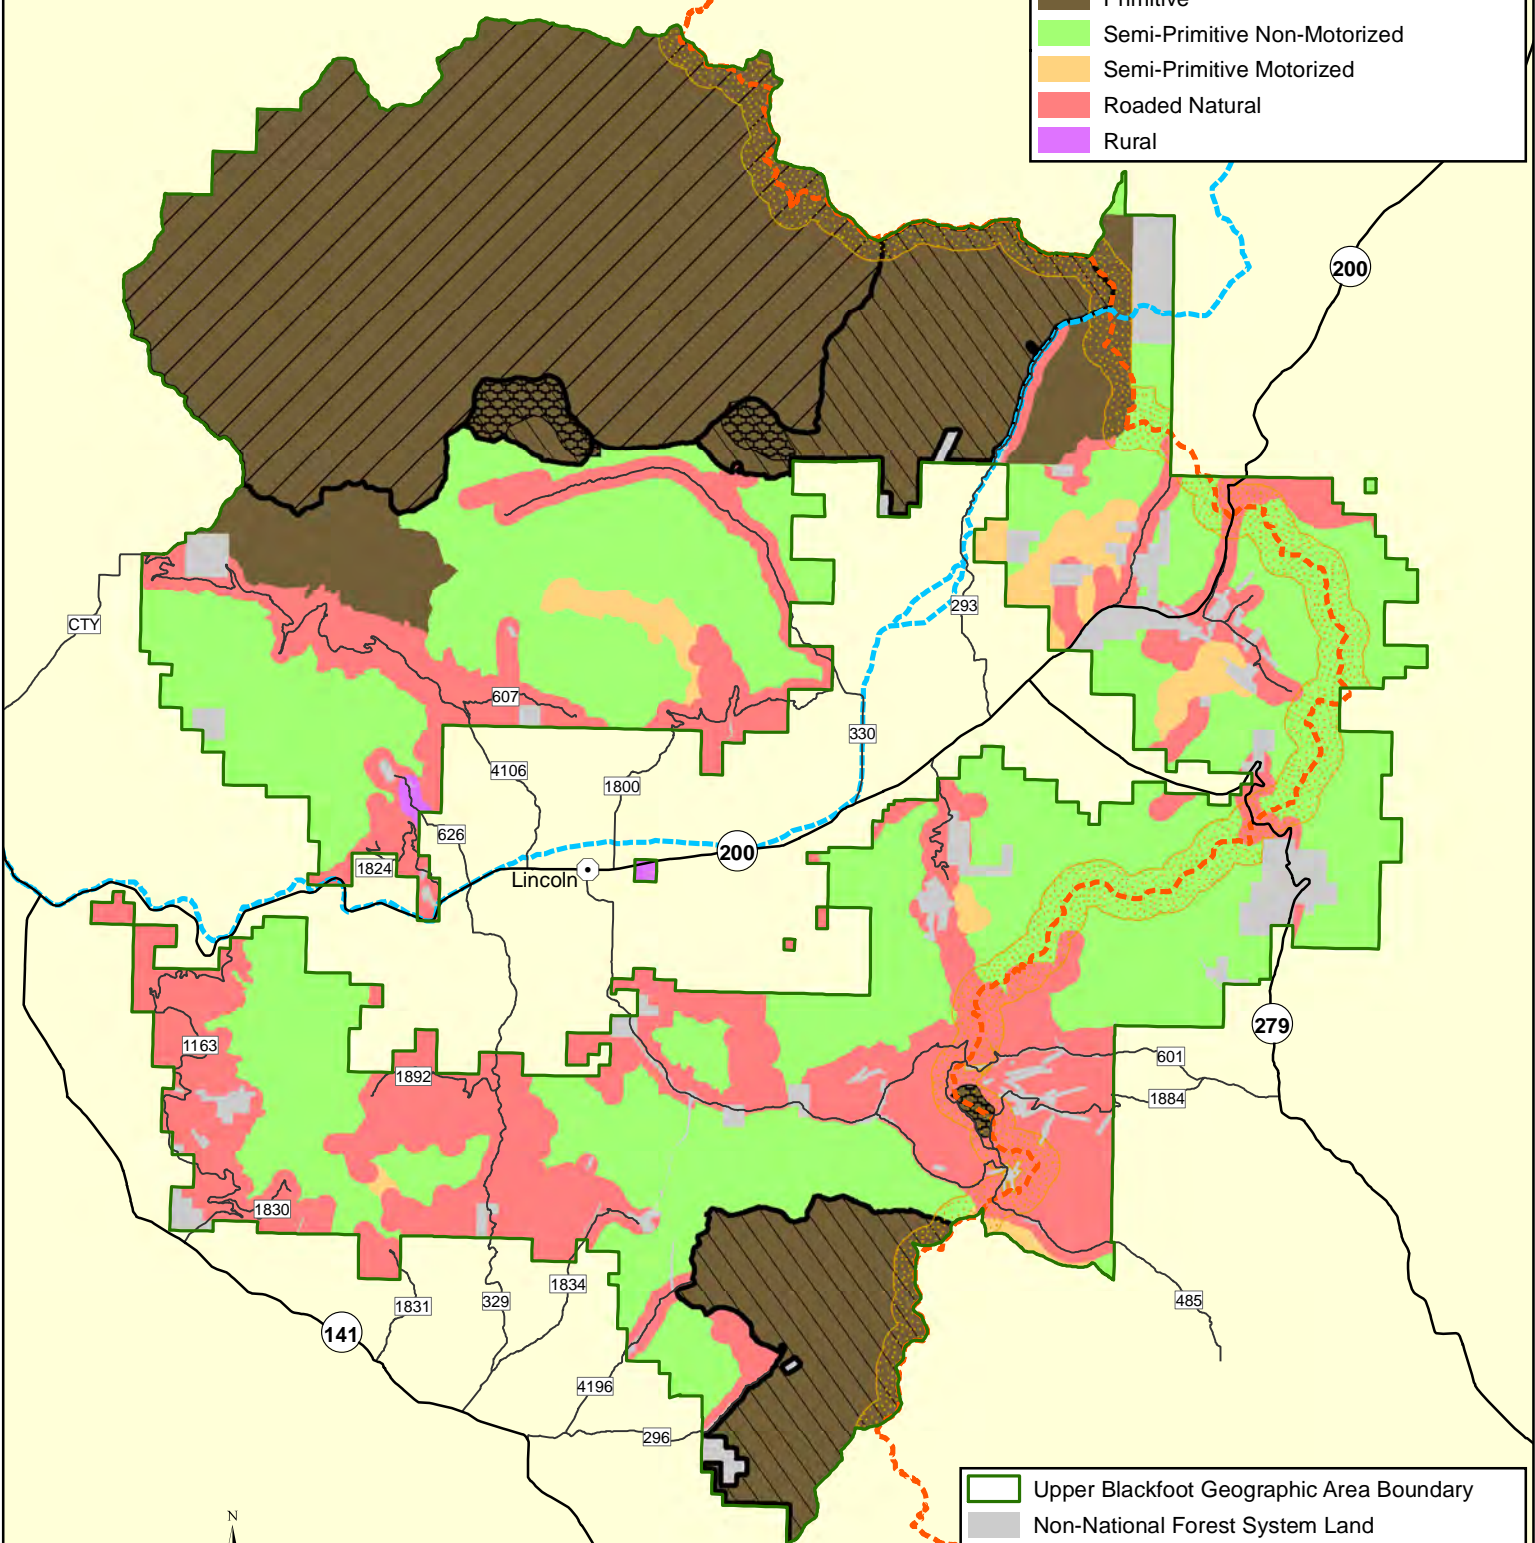 Primitive
Semi-Primitive Non-Motorized
Semi-Primitive Motorized
Roaded Natural
Rural
200
CTY
293
607
330
4106
1800
626
200
1824
Lincoln
279
1163
601
1892
1884
1830
1834
485
329
1831
141
4196
296
Upper Blackfoot Geographic Area Boundary
Non-National Forest System Land
N